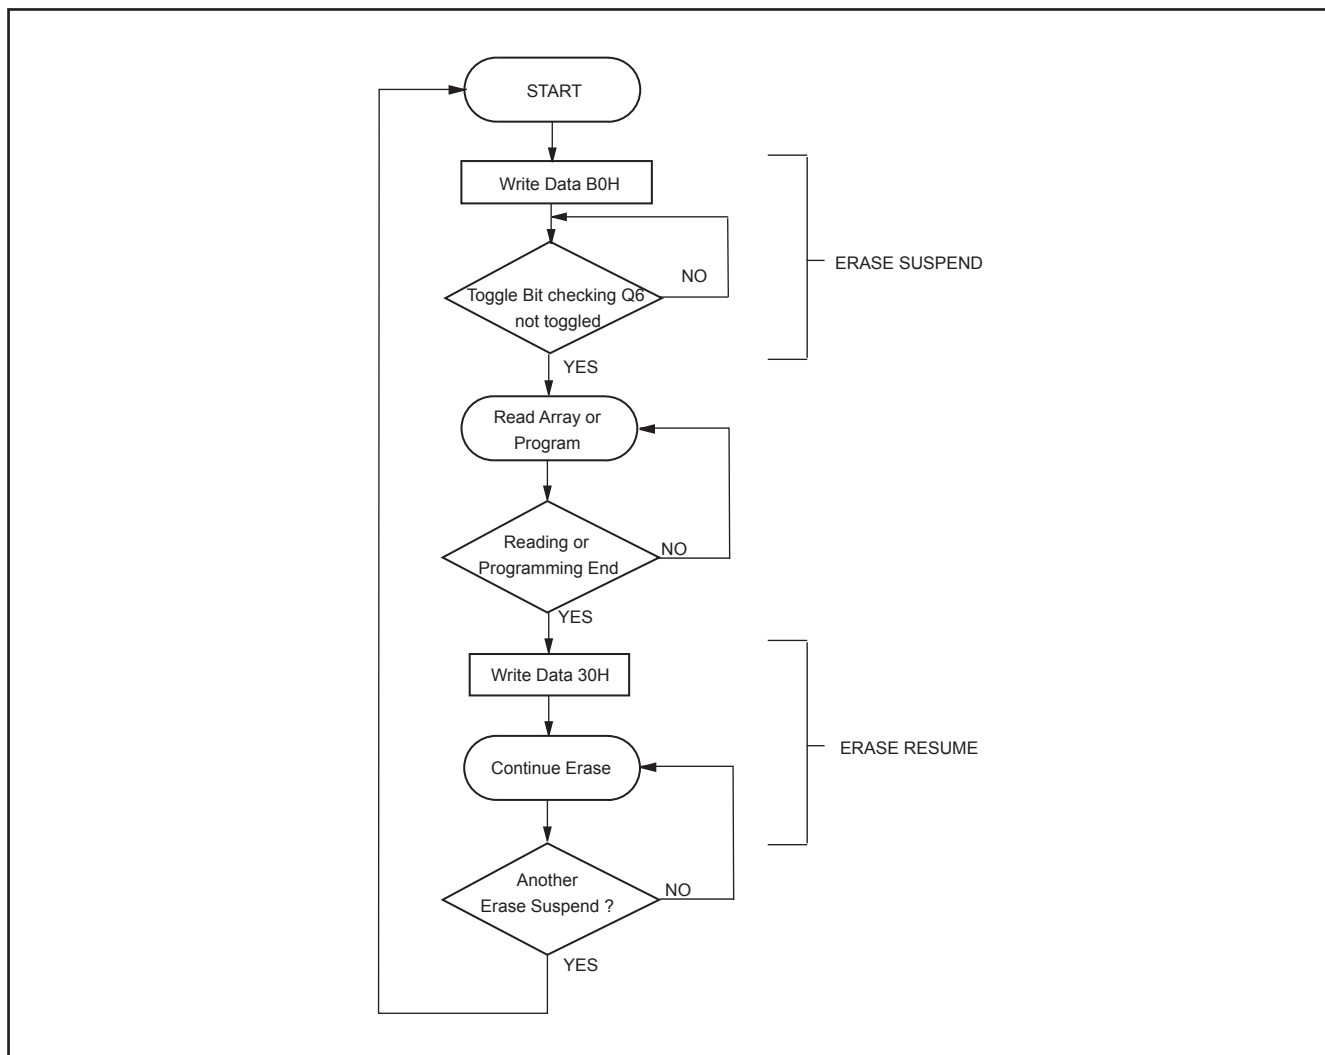 START
Write Data B0H
ERASE SUSPEND
NO
Toggle Bit checking Q6
not toggled
YES
Read Array or
Program
Reading or
Programming End
NO
YES
Write Data 30H
ERASE RESUME
Continue Erase
Another
Erase Suspend ?
NO
YES